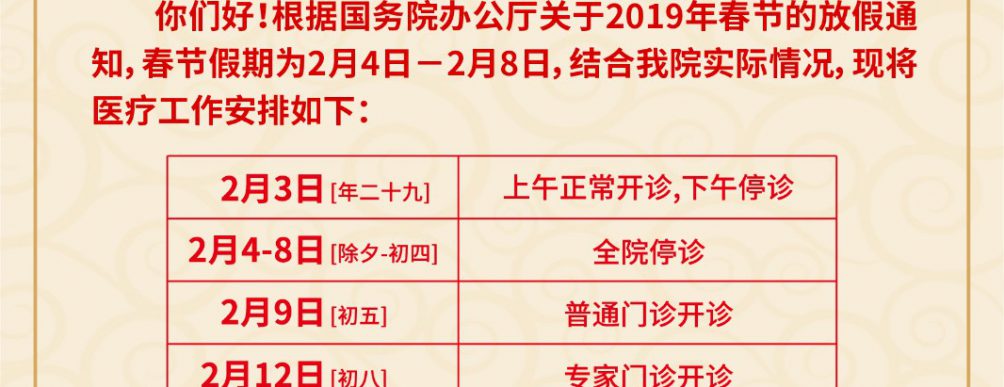 你们好！根据国务院办公厅关于2019年春节的放假通
知，春节假期为2月4日－2月8日，结合我院实际情况，现将
医疗工作安排如下：
2月3日 [年二十九] 上午正常开诊,下午停诊
2月4-8日 [除夕-初四] 全院停诊
2月9日 [初五] 普通门诊开诊
2月12日 [初八] 专家门诊开诊